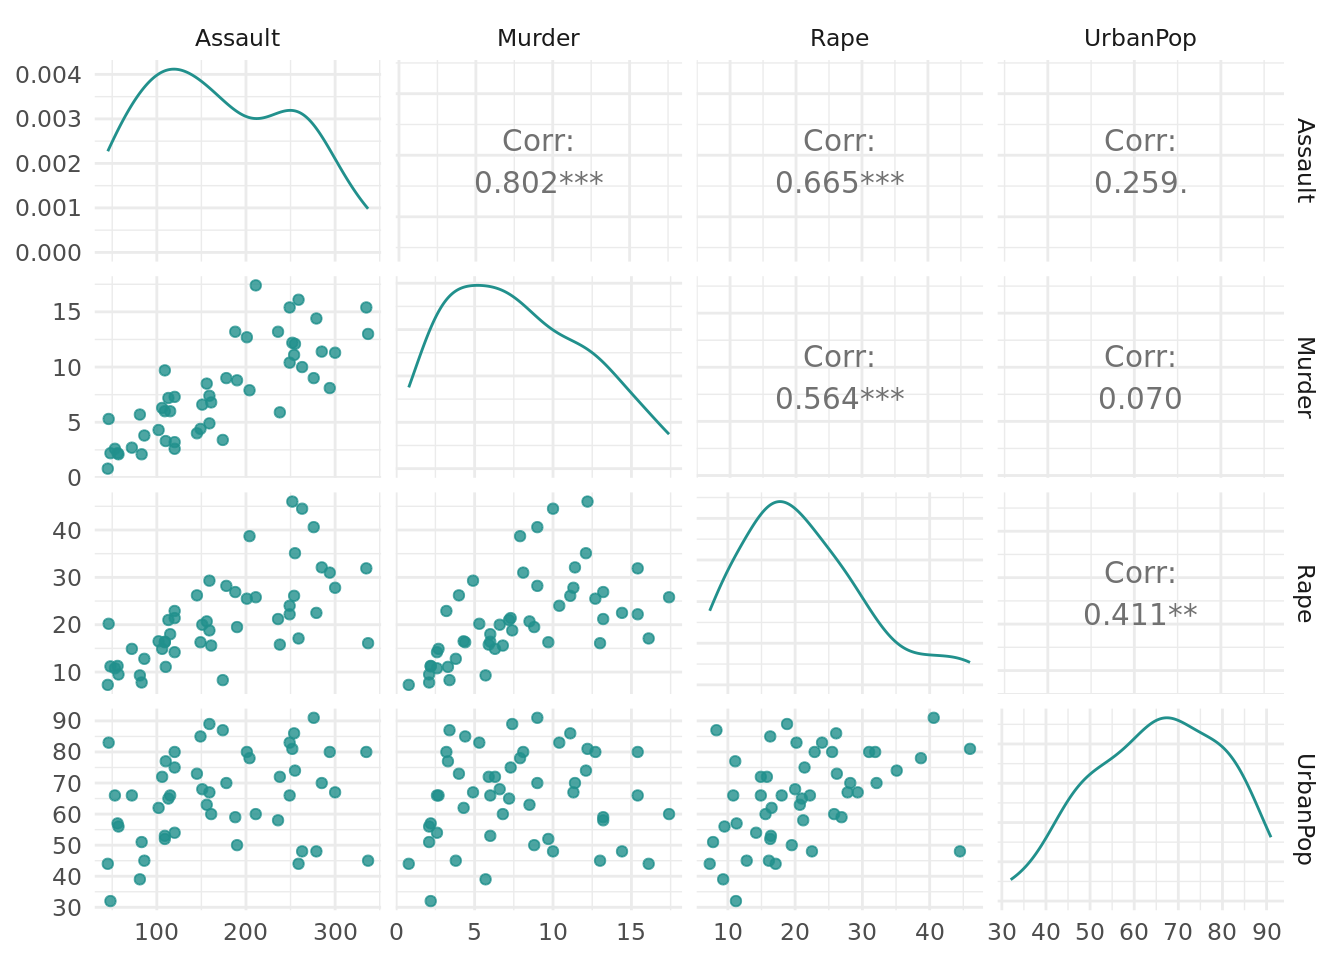 Assault Murder Rape UrbanPop
0.004
0.003
0.002
0.001
0.000
Corr:
0.802***
Corr:
0.665***
Corr:
0.259.
Assault
15
10
5
0
Corr:
0.564***
Corr:
0.070
Murder
40
30
20
10
Corr:
0.411**
Rape
90
80
70
60
50
40
30
UrbanPop
100 200 300 0 5 10 15 10 20 30 40 30 40 50 60 70 80 90